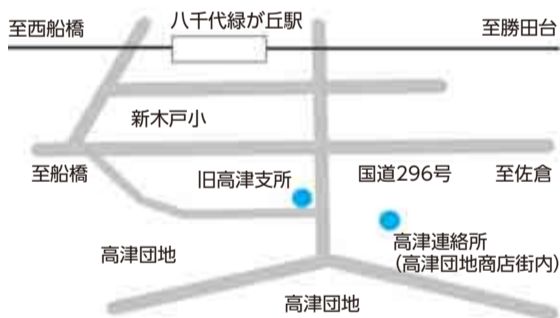 八千代緑が丘駅
至西船橋
至勝田台
新木戸小
至船橋
旧高津支所
国道296号
至佐倉
高津連絡所
(高津団地商店街内)
高津団地
高津団地